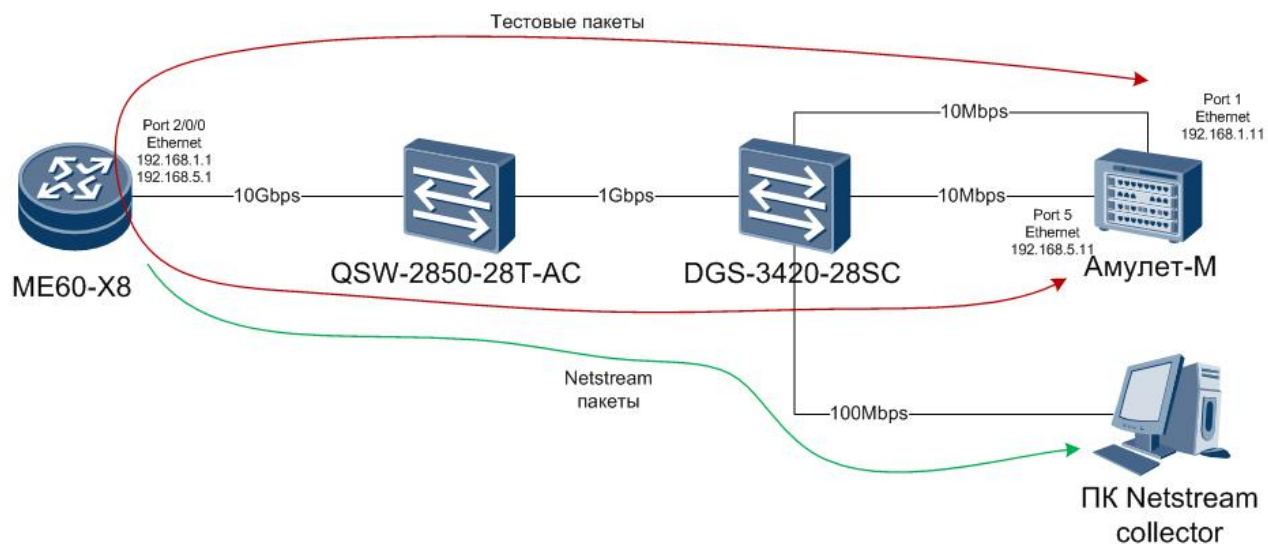 Тестовые пакеты
Port 2/0/0
Ethernet
192.168.1.1
192.168.5.1
10Gbps
1Gbps
10Mbps
10Mbps
Port 1
Ethernet
192.168.1.11
Port 5
Ethernet
192.168.5.11
ME60-X8
QSW-2850-28T-AC
DGS-3420-28SC
Амулет-М
Netstream
пакеты
100Mbps
ПК Netstream
collector